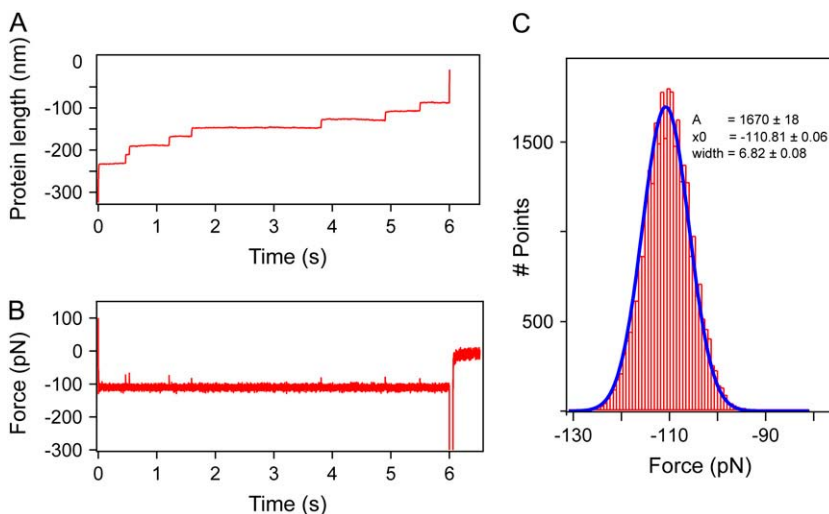 A
Protein length (nm)
0
-100
-200
-300
0 1 2 3 4 5 6
Time (s)
B
Force (pN)
100
0
-100
-200
-300
0 1 2 3 4 5 6
Time (s)
C
# Points
1500
500
A = 1670 ± 18
x0 = -110.81 ± 0.06
width = 6.82 ± 0.08
-130 -110 -90
Force (pN)